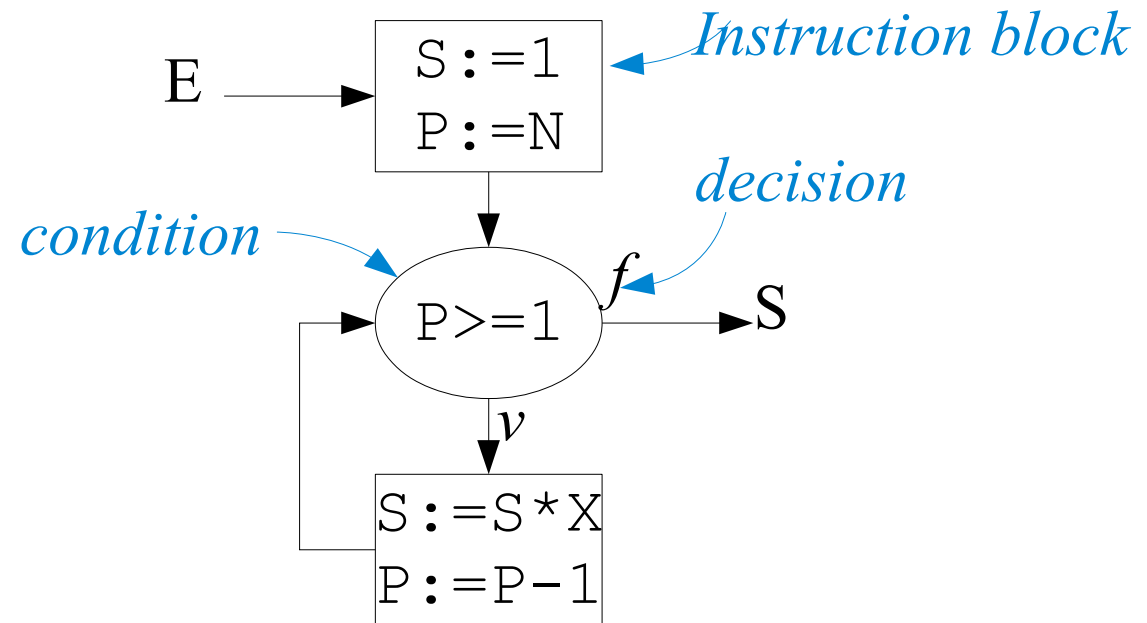 Instruction block
S:=1
E
P:=N
decision
condition
f
P>=1
S
v
S:=S*X
P:=P-1